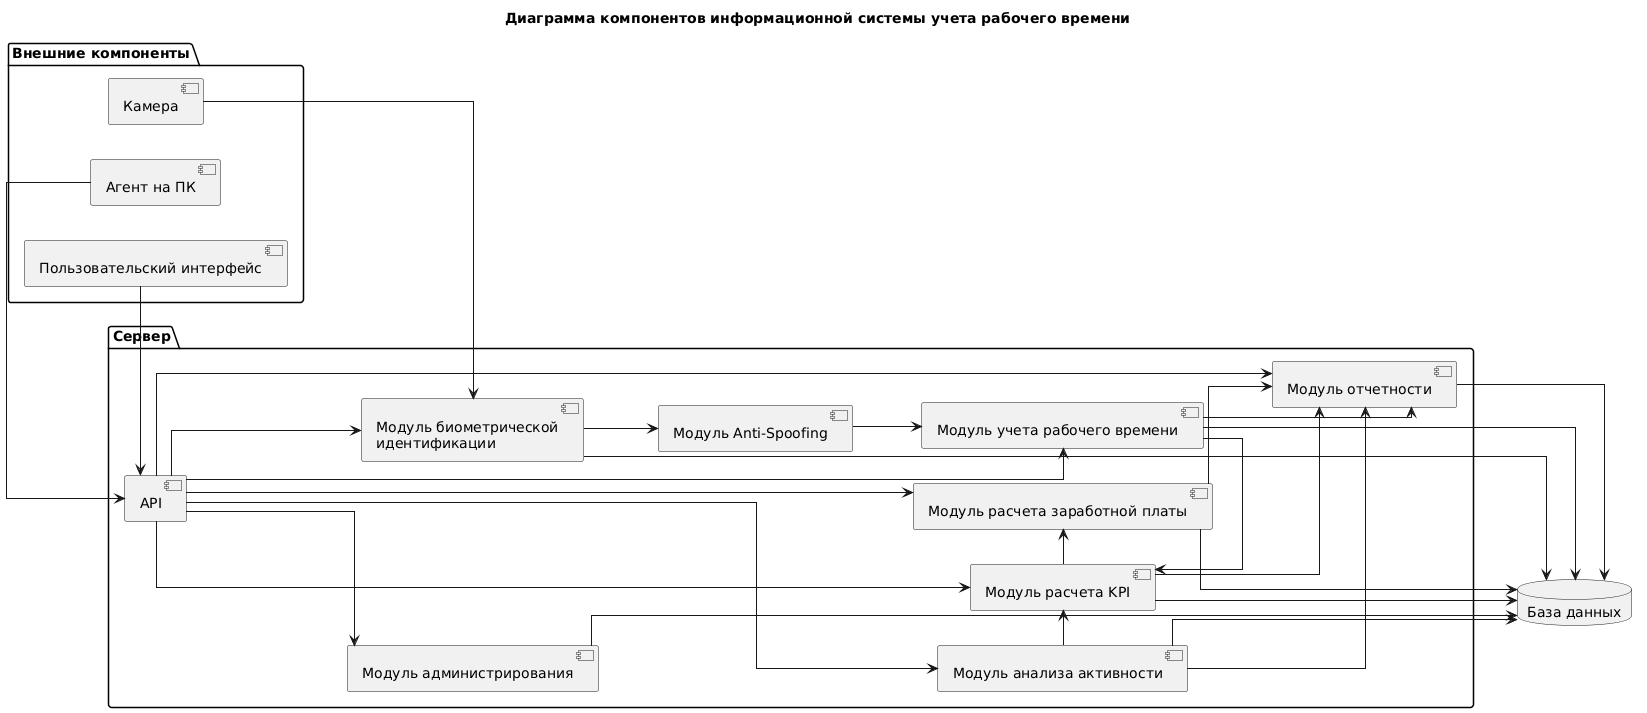 Диаграмма компонентов информационной системы учета рабочего времени
Внешние компоненты
Камера
Агент на ПК
Пользовательский интерфейс
Сервер
Модуль отчетности
Модуль биометрической
идентификации
Модуль Anti-Spoofing
Модуль учета рабочего времени
API
Модуль расчета заработной платы
Модуль расчета KPI
База данных
Модуль администрирования
Модуль анализа активности